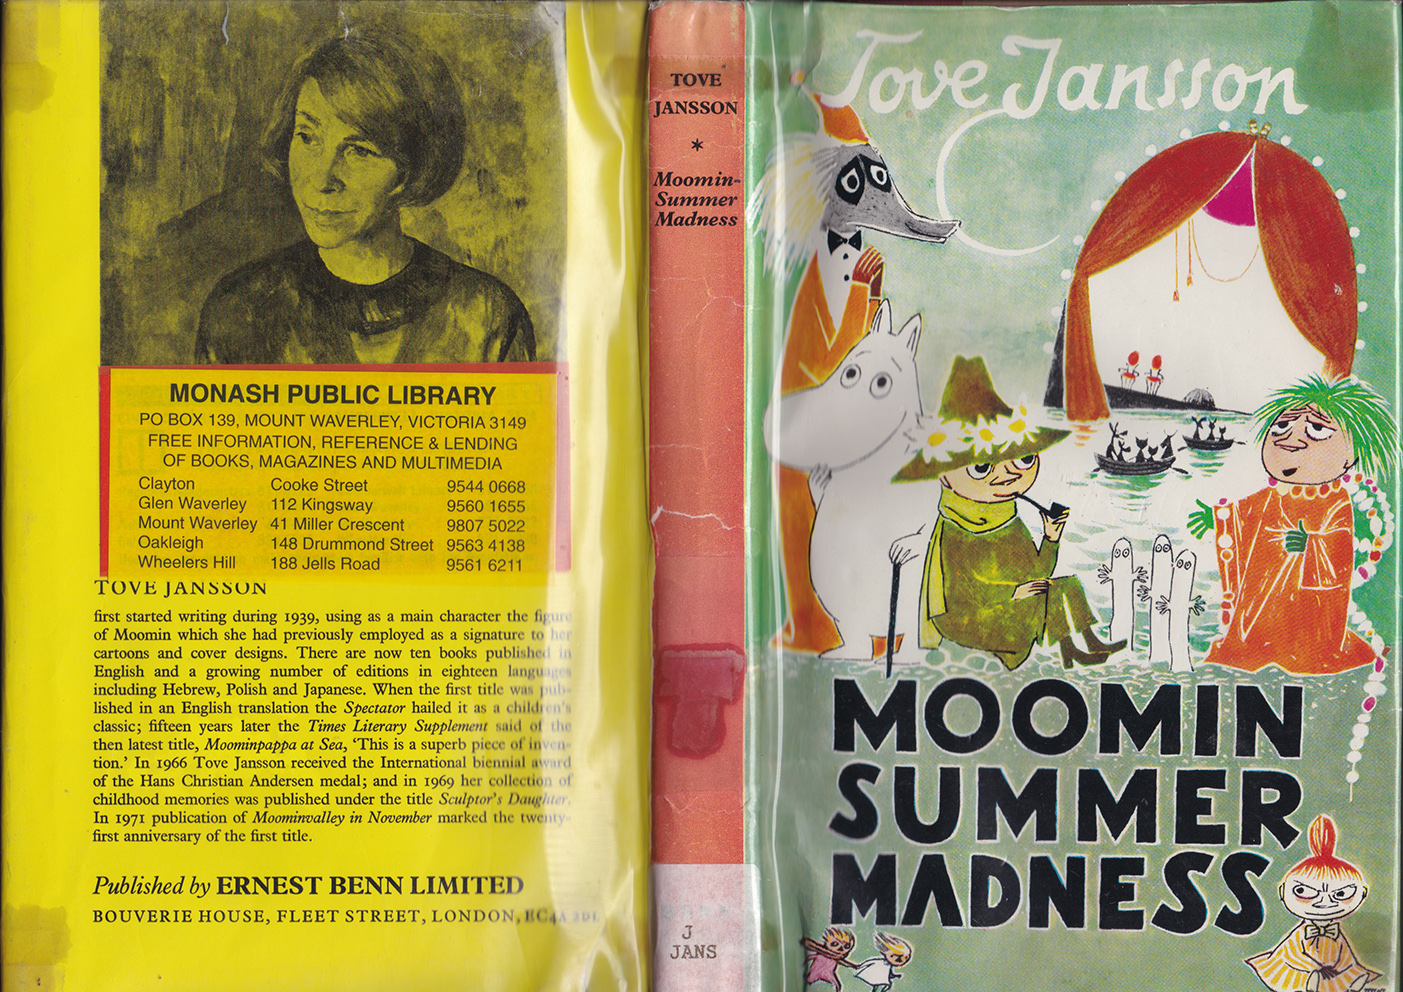 MONASH PUBLIC LIBRARY
PO BOX 139, MOUNT WAVERLEY, VICTORIA 3149
FREE INFORMATION, REFERENCE & LENDING
OF BOOKS, MAGAZINES AND MULTIMEDIA
Clayton Cooke Street 9544 0668
Glen Waverley 112 Kingsway 9560 1655
Mount Waverley 41 Miller Crescent 9807 5022
Oakleigh 148 Drummond Street 9563 4138
Wheelers Hill 188 Jells Road 9561 6211
TOVE JANSSON
first started writing during 1939, using as a main character the figure
of Moomin which she had previously employed as a signature to her
cartoons and cover designs. There are now ten books published in
English and a growing number of editions in eighteen languages
including Hebrew, Polish and Japanese. When the first title was pub-
lished in an English translation the Spectator hailed it as a children's
classic; fifteen years later the Times Literary Supplement said of the
then latest title, Moominpappa at Sea, ‘This is a superb piece of inven-
tion.’ In 1966 Tove Jansson received the International biennial award
of the Hans Christian Andersen medal; and in 1969 her collection of
childhood memories was published under the title Sculptor's Daughter.
In 1971 publication of Moominvalley in November marked the twenty-
first anniversary of the first title.
Published by ERNEST BENN LIMITED
BOUVERIE HOUSE, FLEET STREET, LONDON, EC4A 2DL
TOVE
JANSSON
*
Moomin-
Summer
Madness
J
JANS
Tove Jansson
MOOMIN
SUMMER
MADNESS